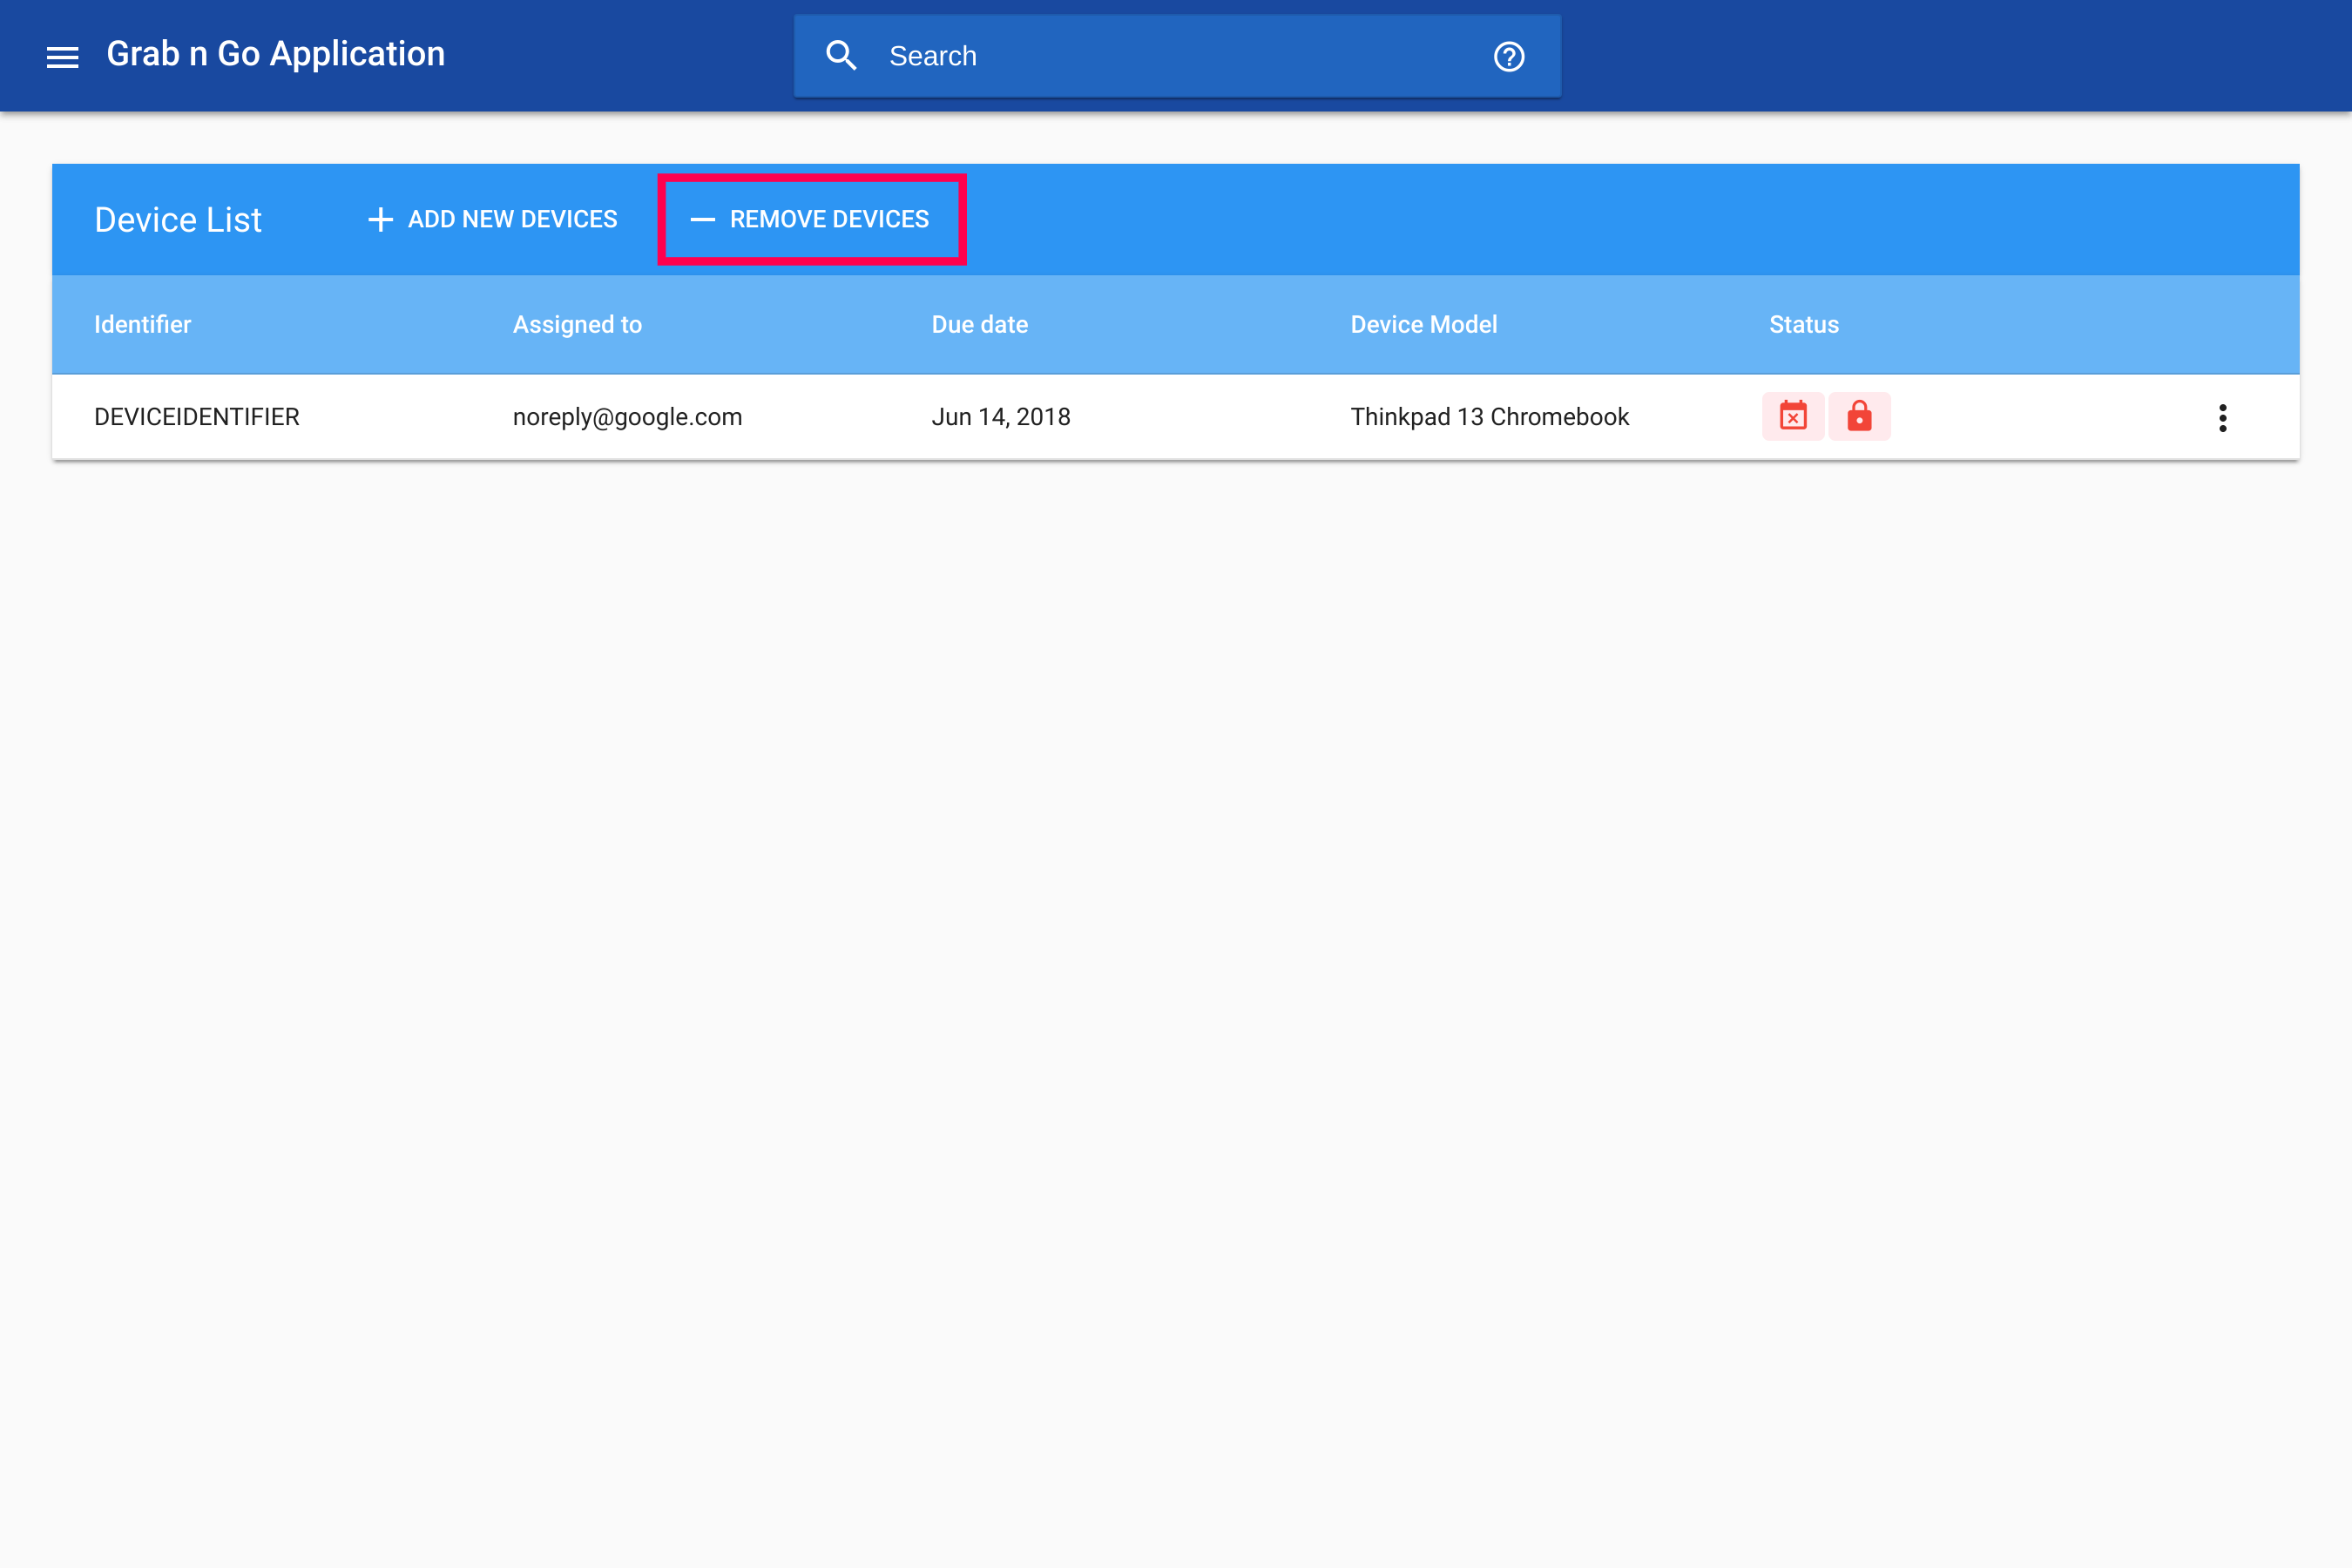 Grab n Go Application
Search
Device List
ADD NEW DEVICES
REMOVE DEVICES
Identifier Assigned to Due date Device Model Status
DEVICEIDENTIFIER noreply@google.com Jun 14, 2018 Thinkpad 13 Chromebook